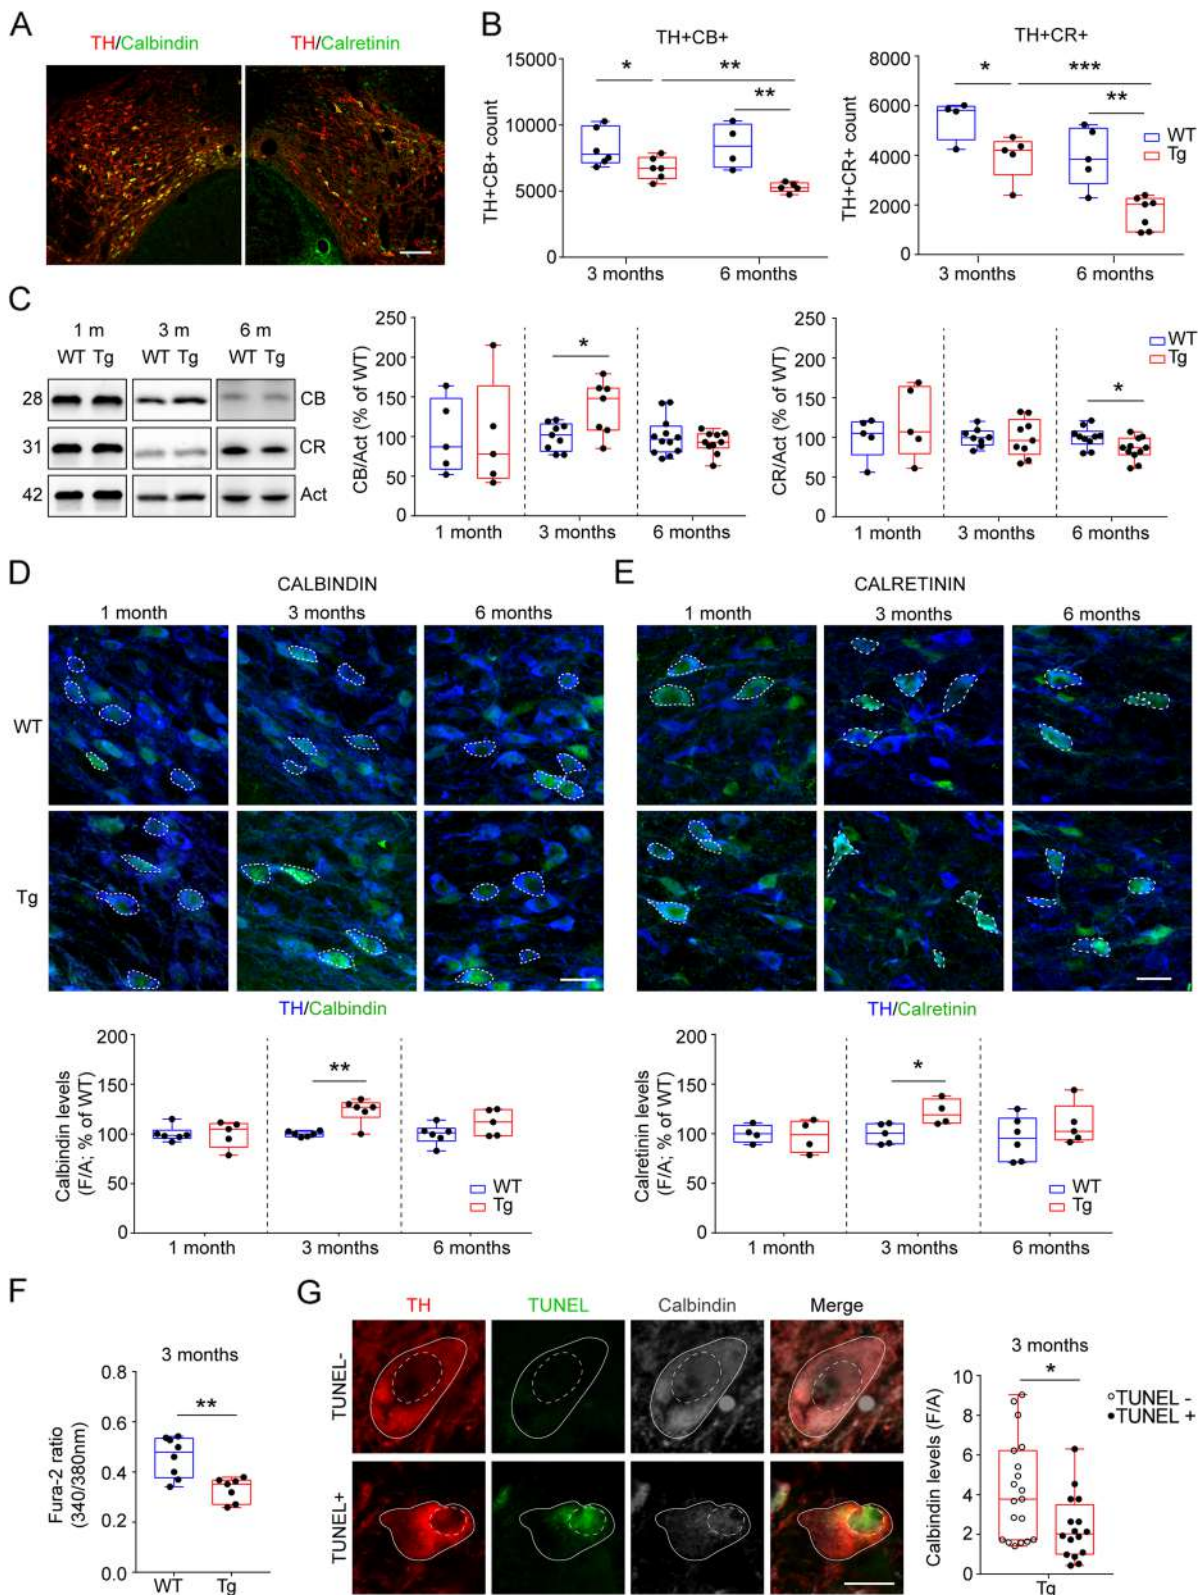 A
TH/Calbindin
TH/Calretinin
B
TH+CB+
TH+CB+ count
15000
10000
5000
0
*
**
**
3 months
6 months
TH+CR+
TH+CR+ count
8000
6000
4000
2000
0
*
***
**
3 months
6 months
WT
Tg
C
1 m
3 m
6 m
WT Tg
WT Tg
WT Tg
28
CB
31
CR
42
Act
CB/Act (% of WT)
250
200
150
100
50
0
*
1 month
3 months
6 months
CR/Act (% of WT)
250
200
150
100
50
0
*
1 month
3 months
6 months
WT
Tg
D
CALBINDIN
1 month
3 months
6 months
WT
Tg
TH/Calbindin
Calbindin levels
(F/A; % of WT)
200
150
100
50
0
**
WT
Tg
1 month
3 months
6 months
E
CALRETININ
1 month
3 months
6 months
TH/Calretinin
Calretinin levels
(F/A; % of WT)
200
150
100
50
0
*
WT
Tg
1 month
3 months
6 months
F
3 months
Fura-2 ratio
(340/380nm)
0.8
0.6
0.4
0.2
0.0
**
WT
Tg
G
TH
TUNEL
Calbindin
Merge
TUNEL-
TUNEL+
3 months
Calbindin levels (F/A)
10
8
6
4
2
0
*
TUNEL -
TUNEL +
Tg